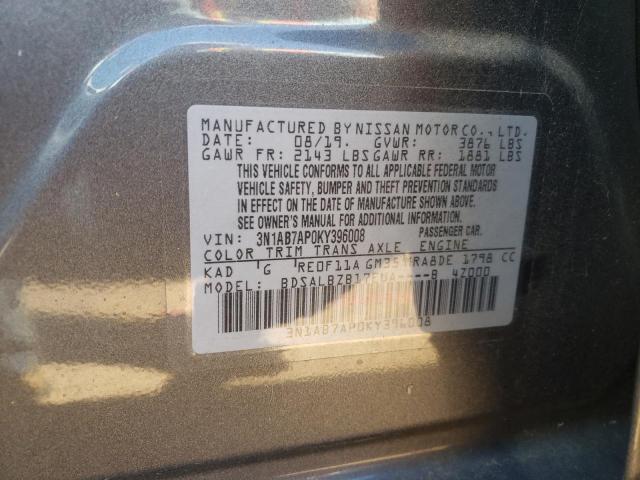 MANUFACTURED BY NISSAN MOTOR CO., LTD.
DATE: 08/19. GVWR: 3876 LBS
GAWR FR: 2143 LBS GAWR RR: 1881 LBS
THIS VEHICLE CONFORMS TO ALL APPLICABLE FEDERAL MOTOR
VEHICLE SAFETY, BUMPER AND THEFT PREVENTION STANDARDS
IN EFFECT ON THE DATE OF MANUFACTURE SHOWN ABOVE.
SEE OWNER'S MANUAL FOR ADDITIONAL INFORMATION.
VIN: 3N1AB7AP0KY396008 PASSENGER CAR.
COLOR TRIM TRANS AXLE ENGINE
KAD G RE0F11A GM35 MRA8DE 1798 CC
MODEL: BDSALBZB17EUA----B 4Z000
3N1AB7AP0KY396008